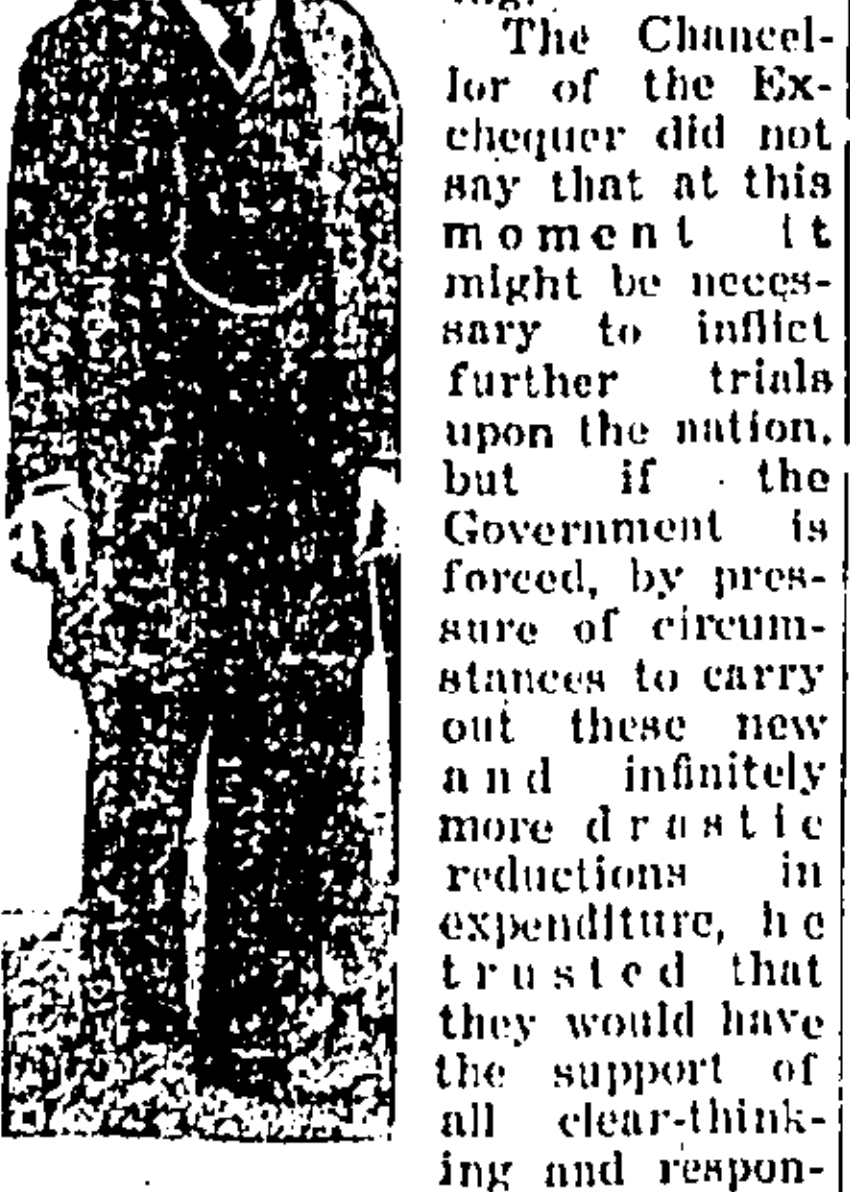 The Chancel-
lor of the Ex-
chequer did not
say that at this
moment it
might be neces-
sary to inflict
further trials
upon the nation,
but if the
Government is
forced, by pres-
sure of circum-
stances to carry
out these new
and infinitely
more drastic
reductions in
expenditure, he
trusted that
they would have
the support of
all clear-think-
ing and respon-